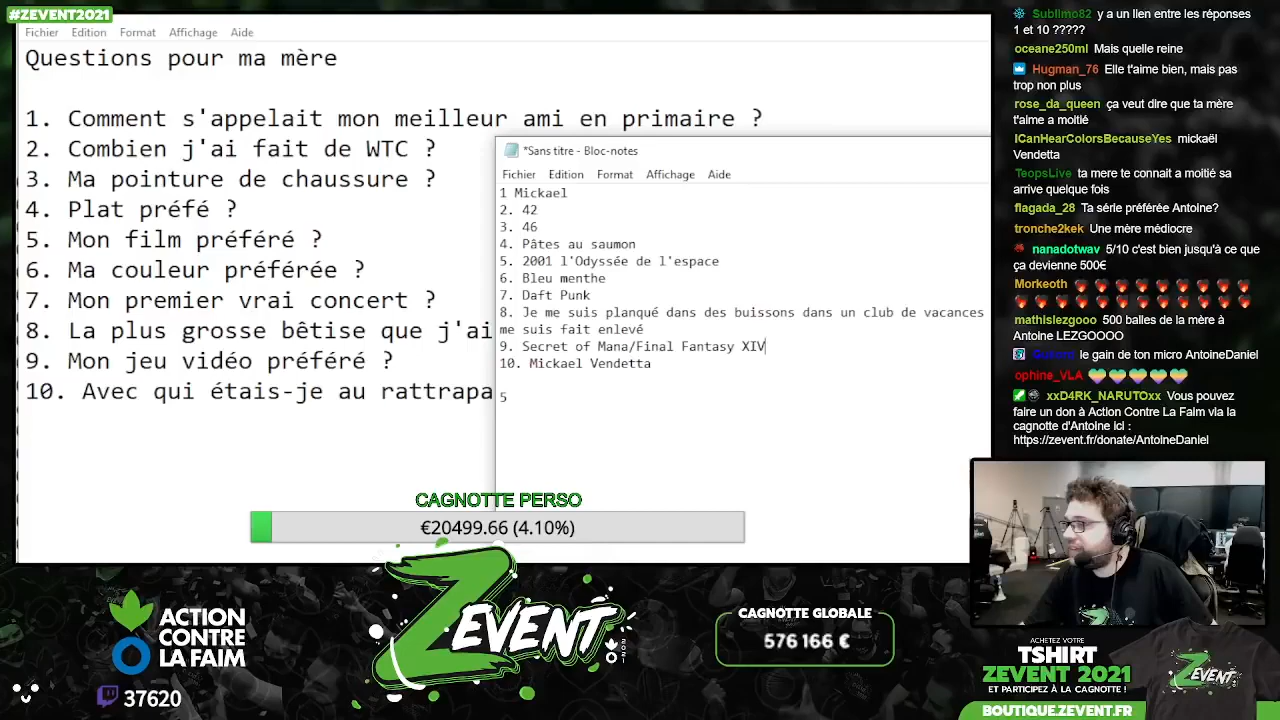 #ZEVENT2021
Fichier Edition Format Affichage Aide
Questions pour ma mère
1. Comment s'appelait mon meilleur ami en primaire ?
2. Combien j'ai fait de WTC ?
3. Ma pointure de chaussure ?
4. Plat préfé ?
5. Mon film préféré ?
6. Ma couleur préférée ?
7. Mon premier vrai concert ?
8. La plus grosse bêtise que j'ai
9. Mon jeu vidéo préféré ?
10. Avec qui étais-je au rattrapa
*Sans titre - Bloc-notes
Fichier Edition Format Affichage Aide
1 Mickael
2. 42
3. 46
4. Pâtes au saumon
5. 2001 l'Odyssée de l'espace
6. Bleu menthe
7. Daft Punk
8. Je me suis planqué dans des buissons dans un club de vacances
me suis fait enlevé
9. Secret of Mana/Final Fantasy XIV
10. Mickael Vendetta
5
CAGNOTTE PERSO
€20499.66 (4.10%)
ACTION
CONTRE
LA FAIM
37620
ZEVENT
2021
CAGNOTTE GLOBALE
576 166 €
Sublimo82 y a un lien entre les réponses
1 et 10 ?????
oceane250ml Mais quelle reine
Hugman_76 Elle t'aime bien, mais pas
trop non plus
rose_da_queen ça veut dire que ta mère
t'aime a moitié
ICanHearColorsBecauseYes mickaël
Vendetta
TeopsLive ta mere te connait a moitié sa
arrive quelque fois
flagada_28 Ta série préférée Antoine?
tronche2kek Une mère médiocre
nanadotwav 5/10 c'est bien jusqu'à ce que
ça devienne 500€
Morkeoth
mathislezgooo 500 balles de la mère à
Antoine LEZGOOOO
le gain de ton micro AntoineDaniel
ophine_VLA
xxD4RK_NARUTOxx Vous pouvez
faire un don à Action Contre La Faim via la
cagnotte d'Antoine ici :
https://zevent.fr/donate/AntoineDaniel
ACHETEZ VOTRE
TSHIRT
ZEVENT 2021
ET PARTICIPEZ À LA CAGNOTTE !
ZEVENT
BOUTIQUE.ZEVENT.FR